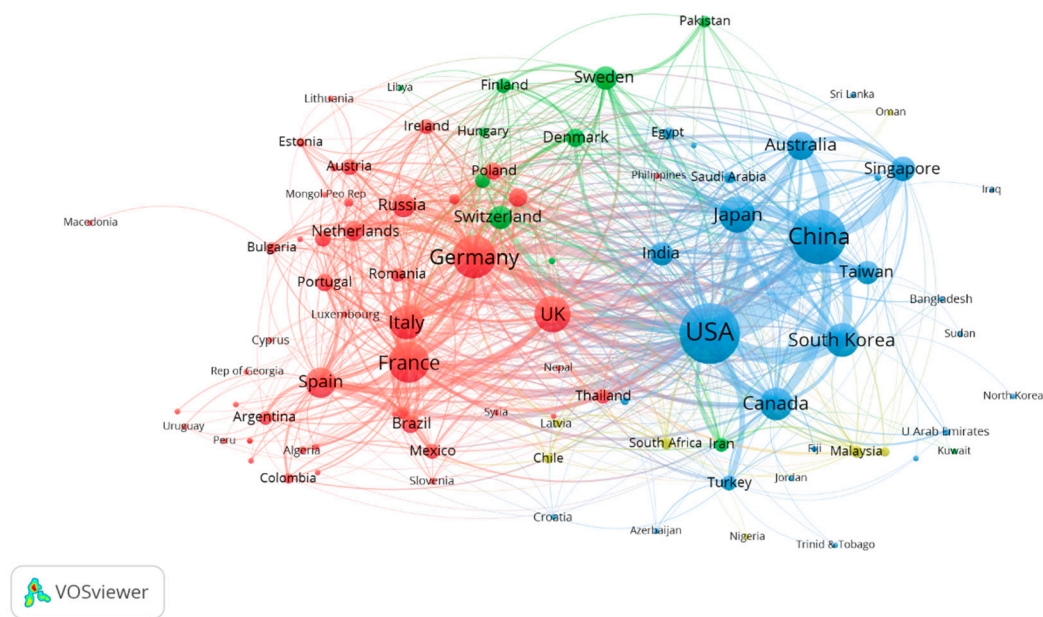 Pakistan
Sweden
Finland
Libya
Lithuania
Sri Lanka
Oman
Ireland
Hungary
Denmark
Egypt
Estonia
Australia
Austria
Poland
Philippines
Saudi Arabia
Singapore
Mongol Peo Rep
Iraq
Russia
Switzerland
Japan
Macedonia
Netherlands
China
Bulgaria
Germany
India
Romania
Taiwan
Portugal
Luxembourg
Bangladesh
Italy
UK
USA
Sudan
Cyprus
South Korea
Rep of Georgia
France
Nepal
Spain
Thailand
North Korea
Canada
Syria
Argentina
Uruguay
Brazil
Latvia
U Arab Emirates
Peru
South Africa
Iran
Algeria
Mexico
Chile
Fiji
Malaysia
Kuwait
Colombia
Slovenia
Turkey
Jordan
Croatia
Azerbaijan
Nigeria
Trinid & Tobago
VOSviewer